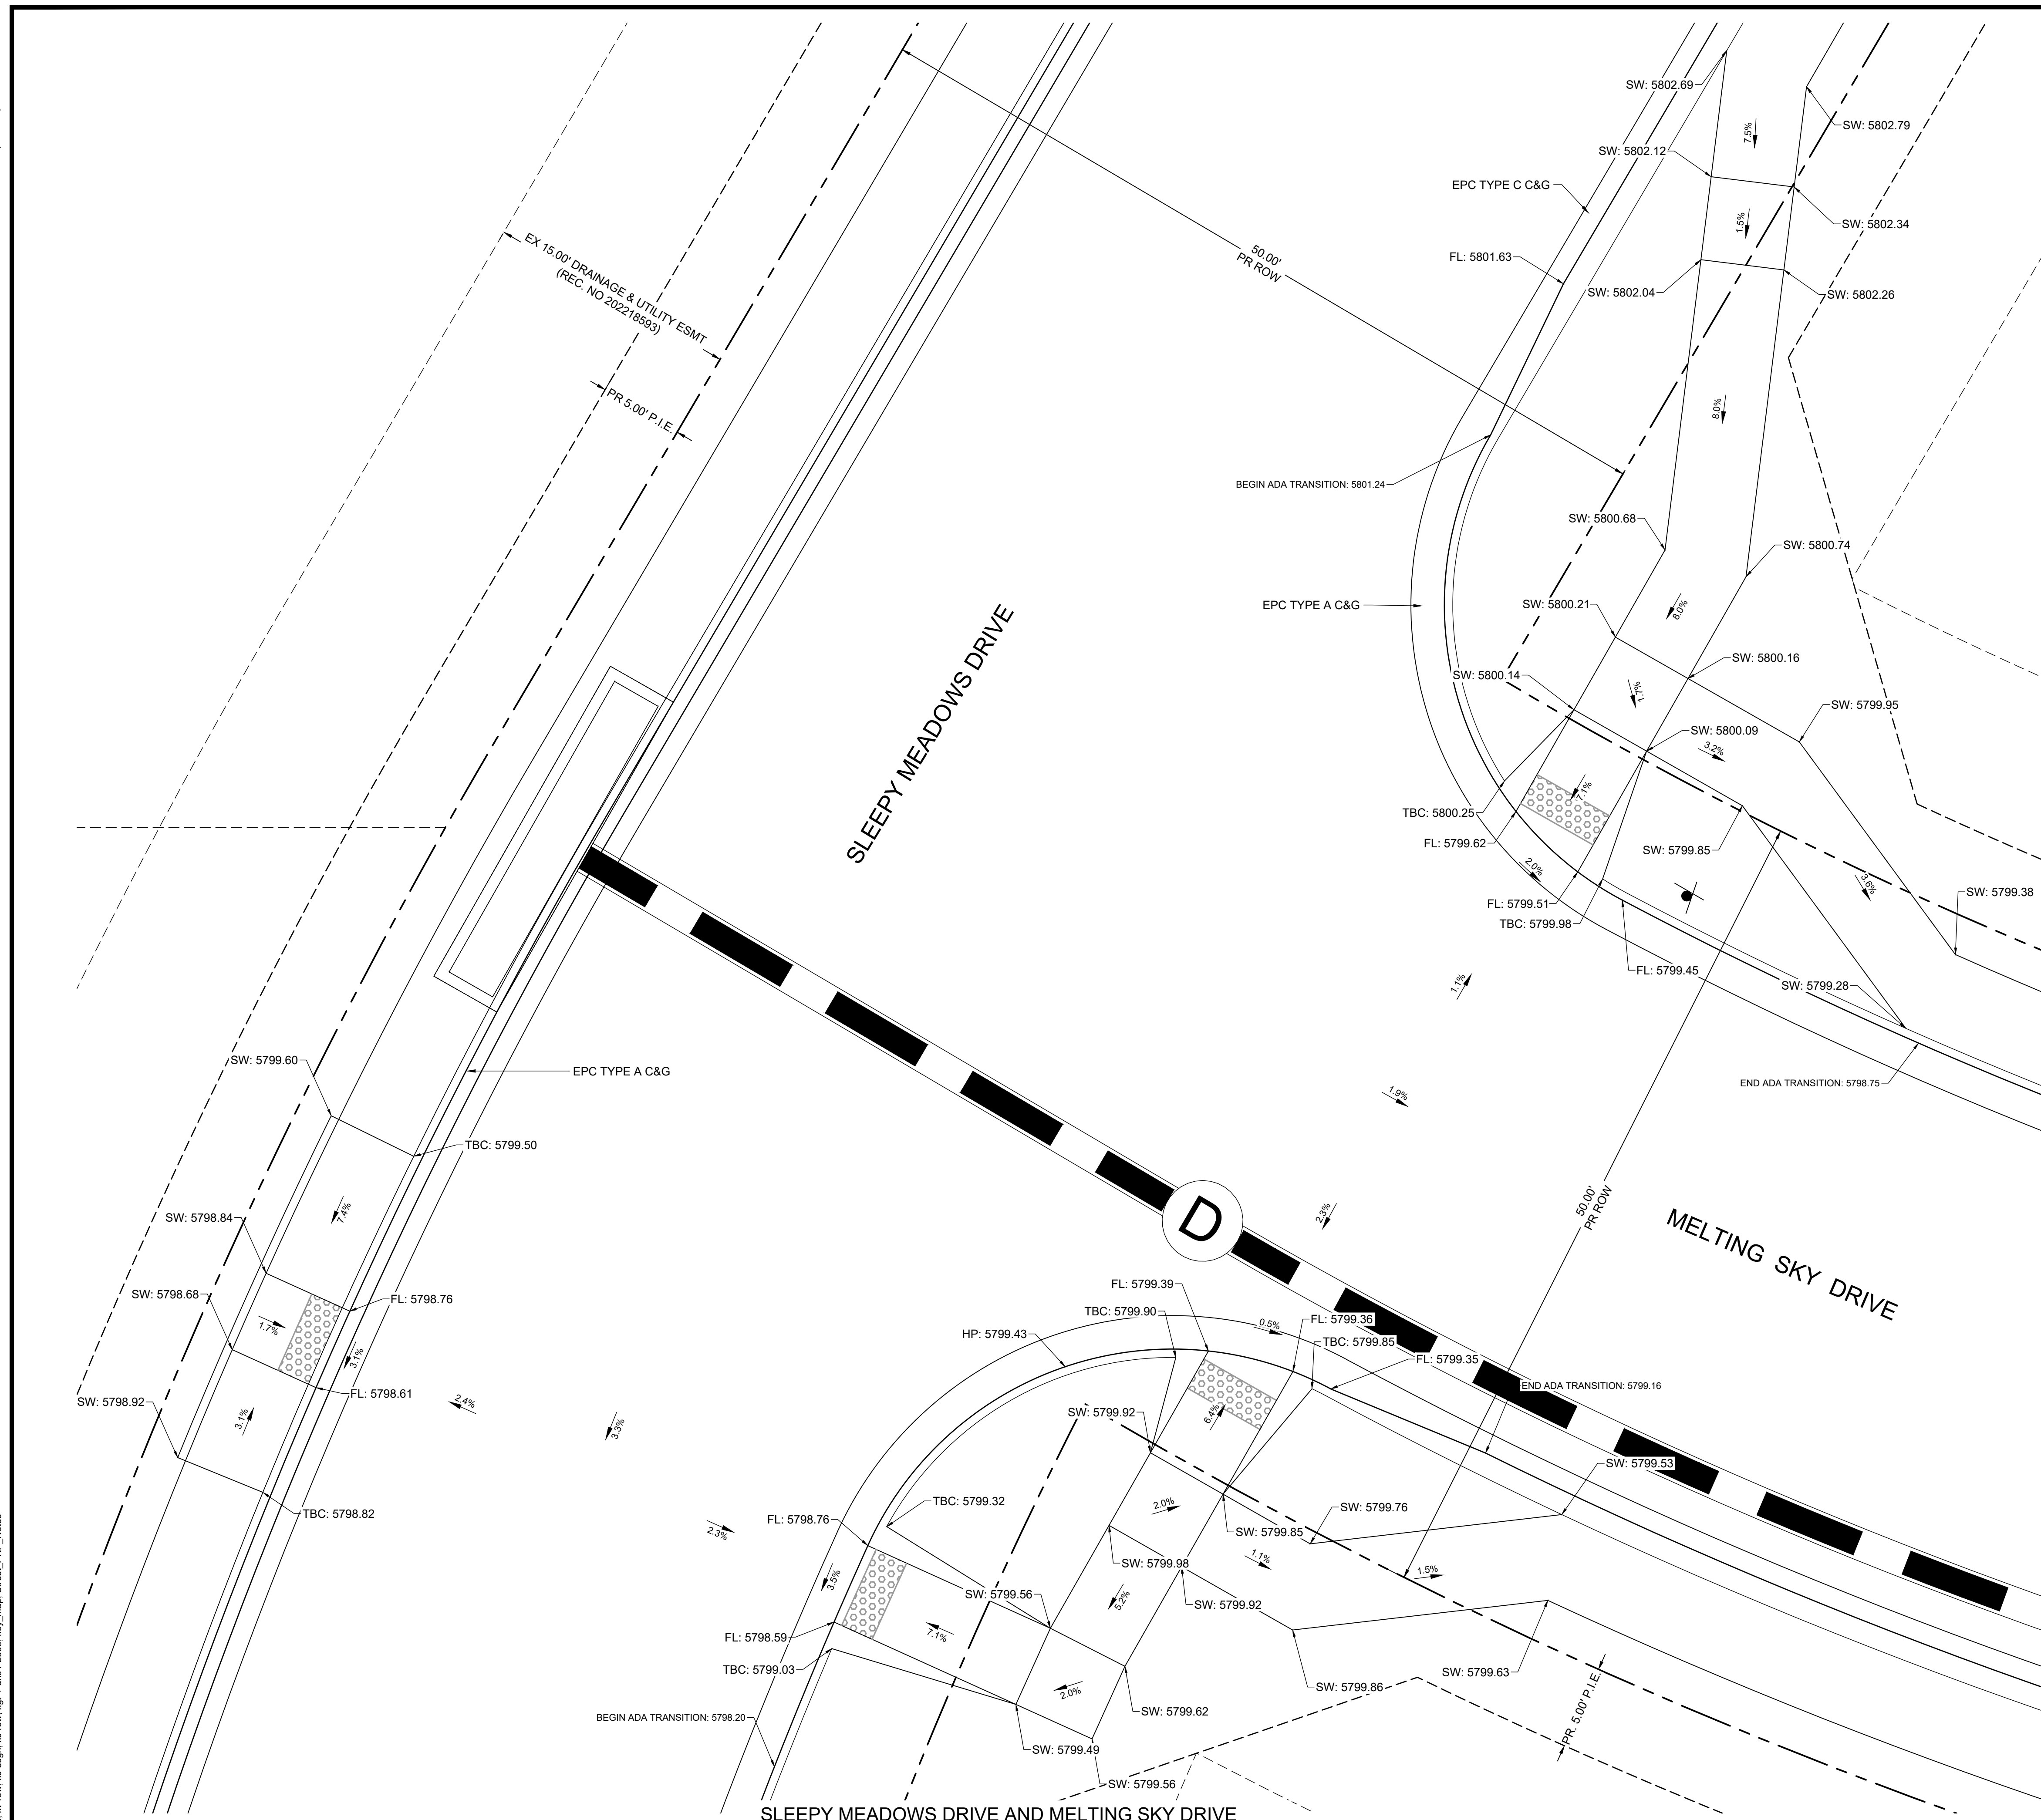 SW: 5802.69
SW: 5802.79
7.5%
SW: 5802.12
EPC TYPE C C&G
1.5%
SW: 5802.34
EX 15.00' DRAINAGE & UTILITY ESMT
(REC. NO 202218593)
50.00'
PR ROW
FL: 5801.63
SW: 5802.04
SW: 5802.26
PR 5.00' P.I.E.
8.0%
BEGIN ADA TRANSITION: 5801.24
SW: 5800.68
SW: 5800.74
EPC TYPE A C&G
SW: 5800.21
8.0%
SW: 5800.16
SW: 5800.14
1.7%
SW: 5799.95
SLEEPY MEADOWS DRIVE
SW: 5800.09
3.2%
7.1%
TBC: 5800.25
FL: 5799.62
SW: 5799.85
2.0%
3.6%
SW: 5799.38
FL: 5799.51
TBC: 5799.98
FL: 5799.45
1.1%
SW: 5799.28
SW: 5799.60
EPC TYPE A C&G
END ADA TRANSITION: 5798.75
1.9%
TBC: 5799.50
7.4%
SW: 5798.84
2.3%
D
50.00'
PR ROW
MELTING SKY DRIVE
SW: 5798.68
FL: 5798.76
FL: 5799.39
TBC: 5799.90
1.7%
HP: 5799.43
0.5%
FL: 5799.36
TBC: 5799.85
3.1%
FL: 5799.35
END ADA TRANSITION: 5799.16
FL: 5798.61
SW: 5798.92
2.4%
3.1%
3.3%
SW: 5799.92
6.4%
SW: 5799.53
TBC: 5798.82
TBC: 5799.32
2.0%
SW: 5799.76
FL: 5798.76
2.3%
SW: 5799.85
SW: 5799.98
1.1%
1.5%
3.5%
SW: 5799.56
5.2%
SW: 5799.92
FL: 5798.59
7.1%
TBC: 5799.03
SW: 5799.63
SW: 5799.86
2.0%
PR. 5.00' P.I.E.
BEGIN ADA TRANSITION: 5798.20
SW: 5799.62
SW: 5799.49
SW: 5799.56
SLEEPY MEADOWS DRIVE AND MELTING SKY DRIVE